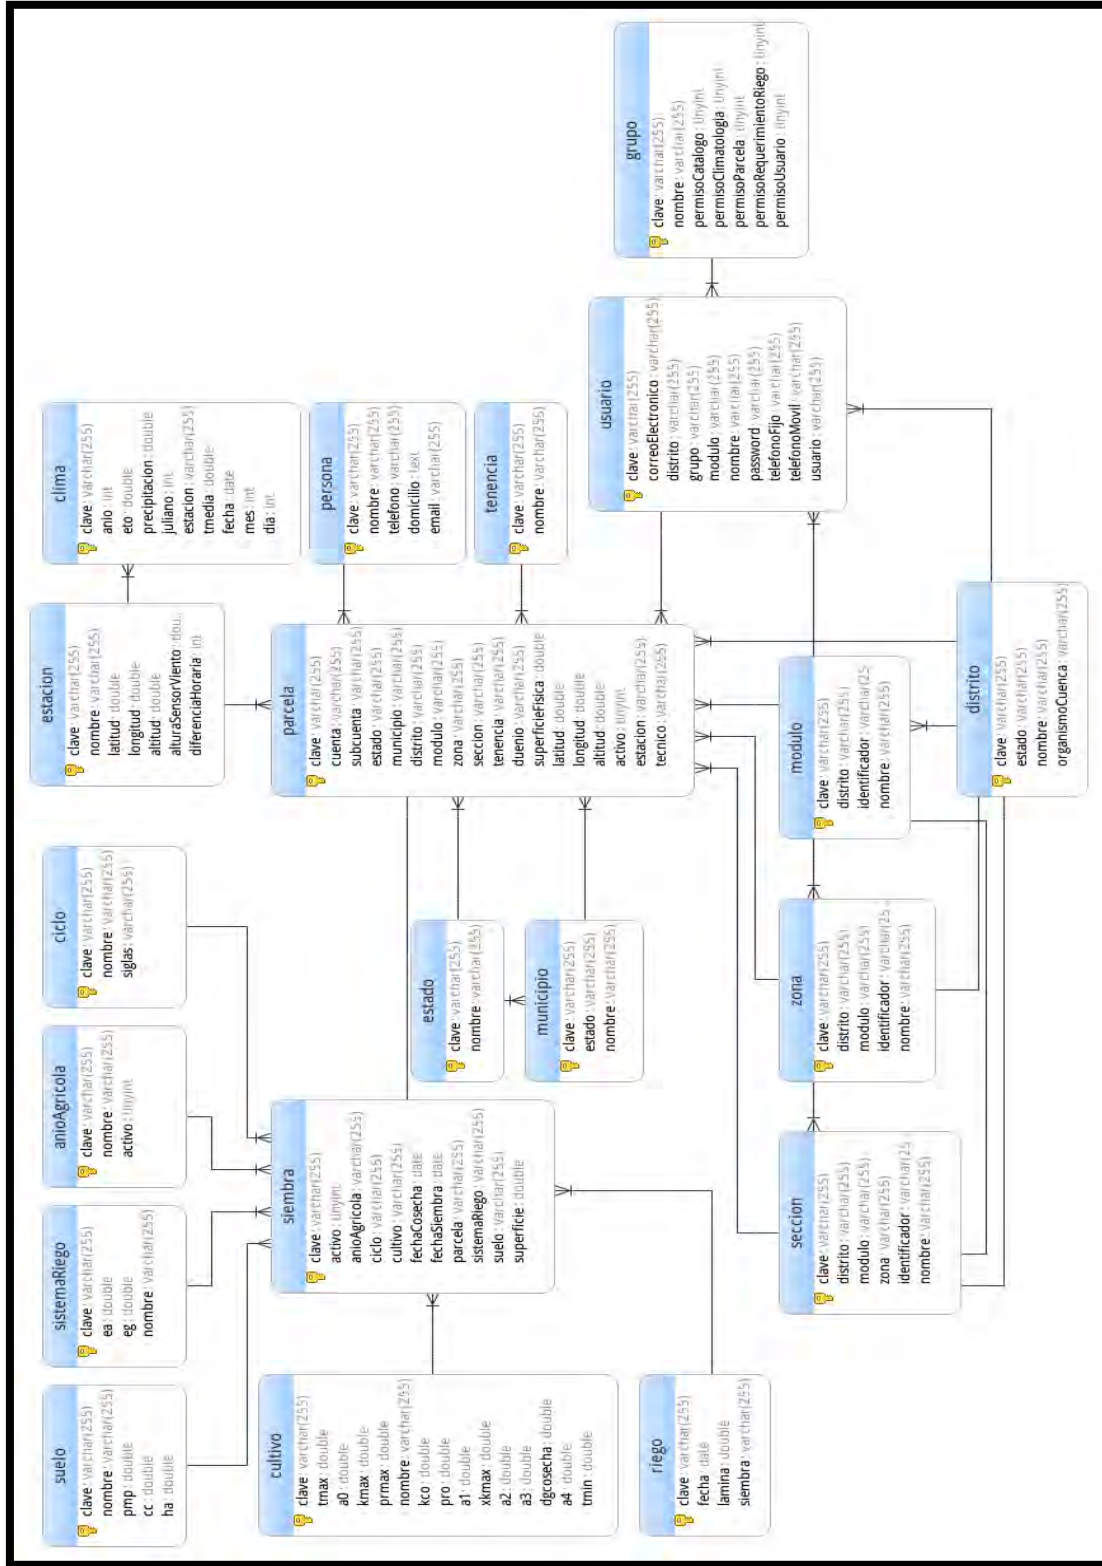 suelo
clave: varchar(255)
nombre: varchar(255)
pmp: double
cc: double
ha: double
sistemaRiego
clave: varchar(255)
ea: double
eg: double
nombre: varchar(255)
anioAgricola
clave: varchar(255)
nombre: varchar(255)
activo: tinyint
ciclo
clave: varchar(255)
nombre: varchar(255)
siglas: varchar(255)
estacion
clave: varchar(255)
nombre: varchar(255)
latitud: double
longitud: double
altitud: double
alturaSensorViento: dou...
diferenciaHoraria: int
clima
clave: varchar(255)
anio: int
eto: double
precipitacion: double
juliano: int
estacion: varchar(255)
tmedia: double
fecha: date
mes: int
dia: int
cultivo
clave: varchar(255)
tmax: double
a0: double
kmax: double
prmax: double
nombre: varchar(255)
kco: double
pro: double
a1: double
xkmax: double
a2: double
a3: double
dgcosecha: double
a4: double
tmin: double
siembra
clave: varchar(255)
activo: tinyint
anioAgricola: varchar(255)
ciclo: varchar(255)
cultivo: varchar(255)
fechaCosecha: date
fechaSiembra: date
parcela: varchar(255)
sistemaRiego: varchar(255)
suelo: varchar(255)
superficie: double
parcela
clave: varchar(255)
cuenta: varchar(255)
subcuenta: varchar(255)
estado: varchar(255)
municipio: varchar(255)
distrito: varchar(255)
modulo: varchar(255)
zona: varchar(255)
seccion: varchar(255)
tenencia: varchar(255)
duenio: varchar(255)
superficieFisica: double
latitud: double
longitud: double
altitud: double
activo: tinyint
estacion: varchar(255)
tecnico: varchar(255)
persona
clave: varchar(255)
nombre: varchar(255)
telefono: varchar(255)
domicilio: text
email: varchar(255)
tenencia
clave: varchar(255)
nombre: varchar(255)
estado
clave: varchar(255)
nombre: varchar(255)
municipio
clave: varchar(255)
estado: varchar(255)
nombre: varchar(255)
riego
clave: varchar(255)
fecha: date
lamina: double
siembra: varchar(255)
usuario
clave: varchar(255)
correoElectronico: varchar(255)
distrito: varchar(255)
grupo: varchar(255)
modulo: varchar(255)
nombre: varchar(255)
password: varchar(255)
telefonoFijo: varchar(255)
telefonoMovil: varchar(255)
usuario: varchar(255)
grupo
clave: varchar(255)
nombre: varchar(255)
permisoCatalogo: tinyint
permisoClimatologia: tinyint
permisoParcela: tinyint
permisoRequerimientoRiego: tinyint
permisoUsuario: tinyint
seccion
clave: varchar(255)
distrito: varchar(255)
modulo: varchar(255)
zona: varchar(255)
identificador: varchar(25
nombre: varchar(255)
zona
clave: varchar(255)
distrito: varchar(255)
modulo: varchar(255)
identificador: varchar(25...
nombre: varchar(255)
modulo
clave: varchar(255)
distrito: varchar(255)
identificador: varchar(25
nombre: varchar(255)
distrito
clave: varchar(255)
estado: varchar(255)
nombre: varchar(255)
organismoCuenca: varchar(255)